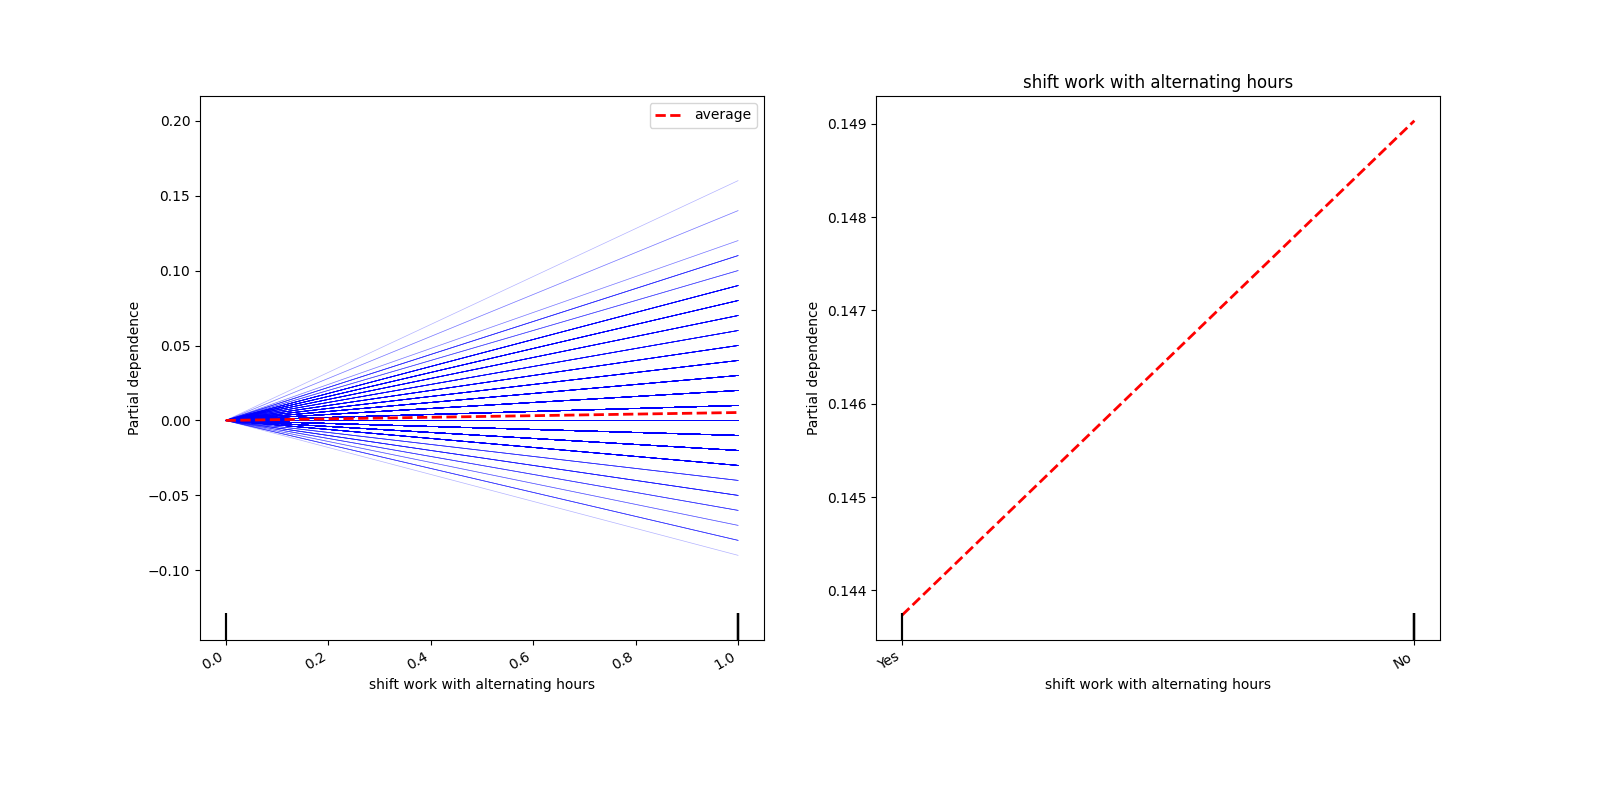 average
0.20
0.15
0.10
0.05
0.00
−0.05
−0.10
Partial dependence
0.0
0.2
0.4
0.6
0.8
1.0
shift work with alternating hours
shift work with alternating hours
0.149
0.148
0.147
0.146
0.145
0.144
Partial dependence
Yes
No
shift work with alternating hours